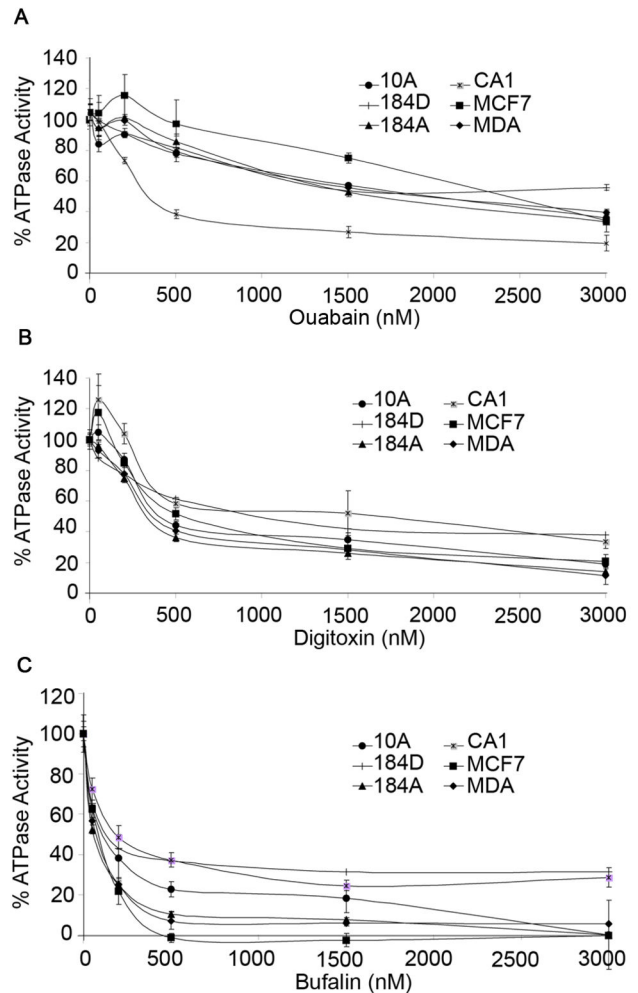 A
% ATPase Activity
140
120
100
80
60
40
20
0
10A
184D
184A
CA1
MCF7
MDA
0 500 1000 1500 2000 2500 3000
Ouabain (nM)
B
% ATPase Activity
140
120
100
80
60
40
20
0
10A
184D
184A
CA1
MCF7
MDA
0 500 1000 1500 2000 2500 3000
Digitoxin (nM)
C
% ATPase Activity
120
100
80
60
40
20
0
10A
184D
184A
CA1
MCF7
MDA
0 500 1000 1500 2000 2500 3000
Bufalin (nM)